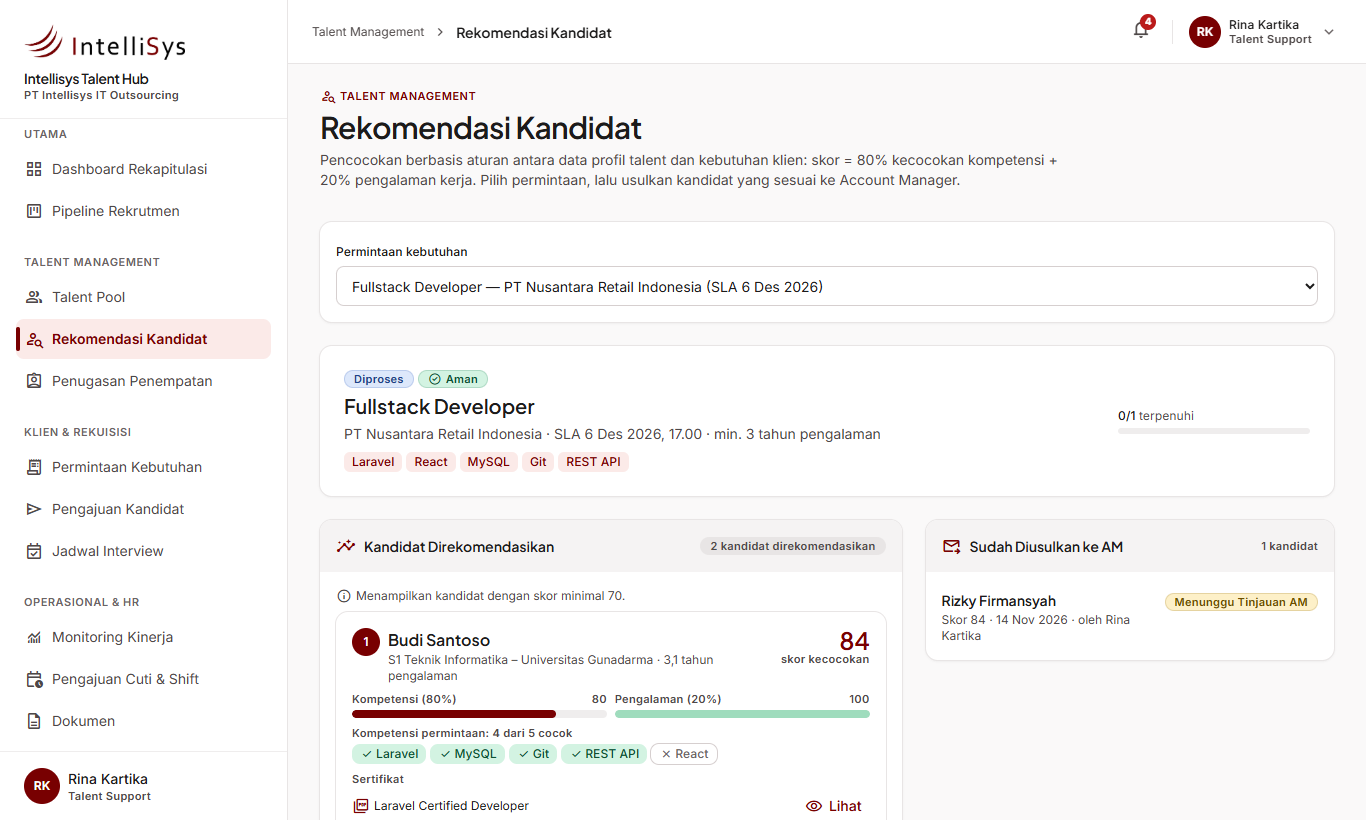 IntelliSys
Intellisys Talent Hub
PT Intellisys IT Outsourcing
UTAMA
Dashboard Rekapitulasi
Pipeline Rekrutmen
TALENT MANAGEMENT
Talent Pool
Rekomendasi Kandidat
Penugasan Penempatan
KLIEN & REKUISISI
Permintaan Kebutuhan
Pengajuan Kandidat
Jadwal Interview
OPERASIONAL & HR
Monitoring Kinerja
Pengajuan Cuti & Shift
Dokumen
RK
Rina Kartika
Talent Support
Talent Management > Rekomendasi Kandidat
4
RK
Rina Kartika
Talent Support
TALENT MANAGEMENT
Rekomendasi Kandidat
Pencocokan berbasis aturan antara data profil talent dan kebutuhan klien: skor = 80% kecocokan kompetensi +
20% pengalaman kerja. Pilih permintaan, lalu usulkan kandidat yang sesuai ke Account Manager.
Permintaan kebutuhan
Fullstack Developer — PT Nusantara Retail Indonesia (SLA 6 Des 2026)
Diproses Aman
Fullstack Developer
PT Nusantara Retail Indonesia · SLA 6 Des 2026, 17.00 · min. 3 tahun pengalaman
Laravel React MySQL Git REST API
0/1 terpenuhi
Kandidat Direkomendasikan 2 kandidat direkomendasikan
Menampilkan kandidat dengan skor minimal 70.
1 Budi Santoso 84
S1 Teknik Informatika – Universitas Gunadarma · 3,1 tahun skor kecocokan
pengalaman
Kompetensi (80%) 80 Pengalaman (20%) 100
Kompetensi permintaan: 4 dari 5 cocok
✓ Laravel ✓ MySQL ✓ Git ✓ REST API × React
Sertifikat
PDF Laravel Certified Developer Lihat
Sudah Diusulkan ke AM 1 kandidat
Rizky Firmansyah Menunggu Tinjauan AM
Skor 84 · 14 Nov 2026 · oleh Rina
Kartika